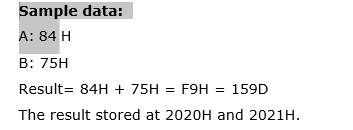 Sample data:
A: 84 H
B: 75H
Result= 84H + 75H = F9H = 159D
The result stored at 2020H and 2021H.